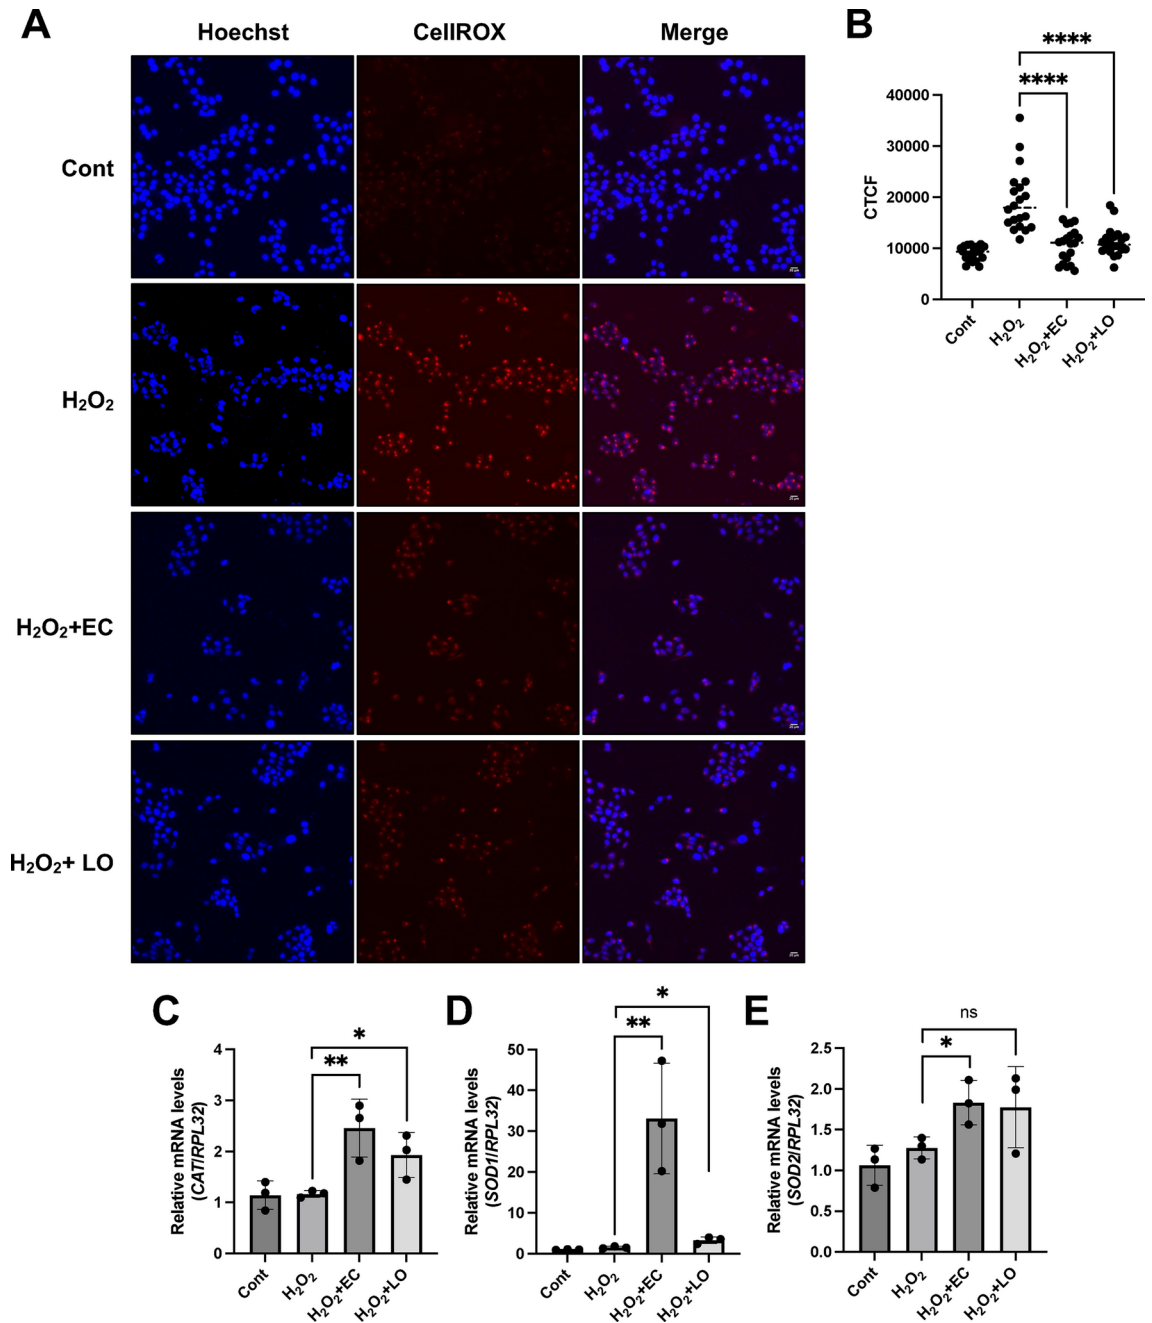 A
Hoechst
CellROX
Merge
Cont
H₂O₂
H₂O₂+EC
H₂O₂+ LO
B
****
****
CTCF
40000
30000
20000
10000
0
Cont
H₂O₂
H₂O₂+EC
H₂O₂+LO
C
*
**
Relative mRNA levels
(CAT/RPL32)
4
3
2
1
0
Cont
H₂O₂
H₂O₂+EC
H₂O₂+LO
D
*
**
Relative mRNA levels
(SOD1/RPL32)
50
40
30
20
10
0
Cont
H₂O₂
H₂O₂+EC
H₂O₂+LO
E
ns
*
Relative mRNA levels
(SOD2/RPL32)
2.5
2.0
1.5
1.0
0.5
0.0
Cont
H₂O₂
H₂O₂+EC
H₂O₂+LO